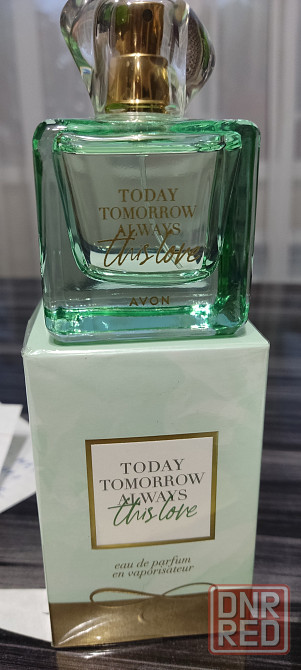 TODAY
TOMORROW
ALWAYS
this love
AVON
TODAY
TOMORROW
ALWAYS
this love
eau de parfum
en vaporisateur
DNR
RED